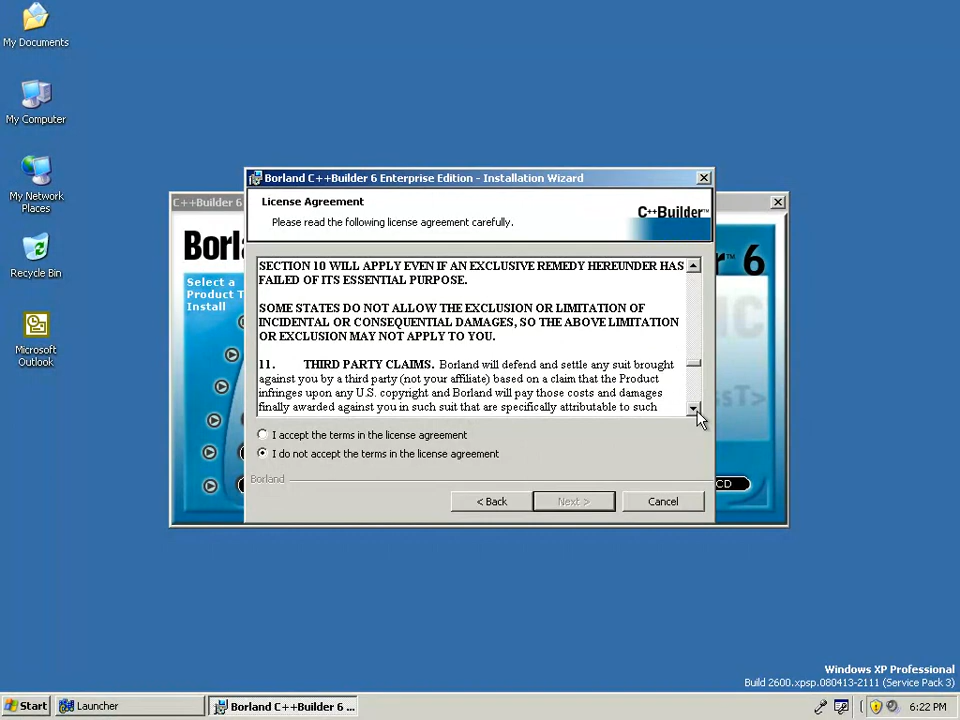 My Documents
My Computer
My Network
Places
Recycle Bin
Microsoft
Outlook
C++Builder 6
Borl
Select a
Product T
Install
™ 6
CD
Borland C++Builder 6 Enterprise Edition - Installation Wizard
License Agreement
Please read the following license agreement carefully.
C++Builder™
SECTION 10 WILL APPLY EVEN IF AN EXCLUSIVE REMEDY HEREUNDER HAS
FAILED OF ITS ESSENTIAL PURPOSE.
SOME STATES DO NOT ALLOW THE EXCLUSION OR LIMITATION OF
INCIDENTAL OR CONSEQUENTIAL DAMAGES, SO THE ABOVE LIMITATION
OR EXCLUSION MAY NOT APPLY TO YOU.
11. THIRD PARTY CLAIMS. Borland will defend and settle any suit brought
against you by a third party (not your affiliate) based on a claim that the Product
infringes upon any U.S. copyright and Borland will pay those costs and damages
finally awarded against you in such suit that are specifically attributable to such
I accept the terms in the license agreement
I do not accept the terms in the license agreement
Borland
< Back
Next >
Cancel
Windows XP Professional
Build 2600.xpsp.080413-2111 (Service Pack 3)
Start
Launcher
Borland C++Builder 6 ...
6:22 PM